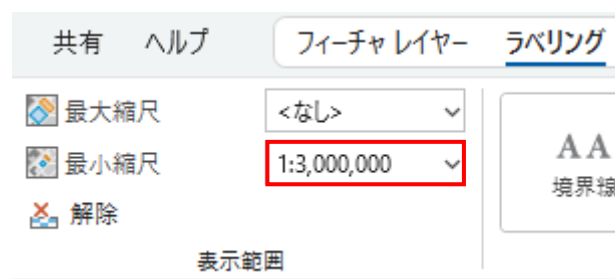 共有 ヘルプ フィーチャ レイヤー ラベリング
最大縮尺 <なし>
最小縮尺 1:3,000,000
解除
表示範囲
A A
境界線